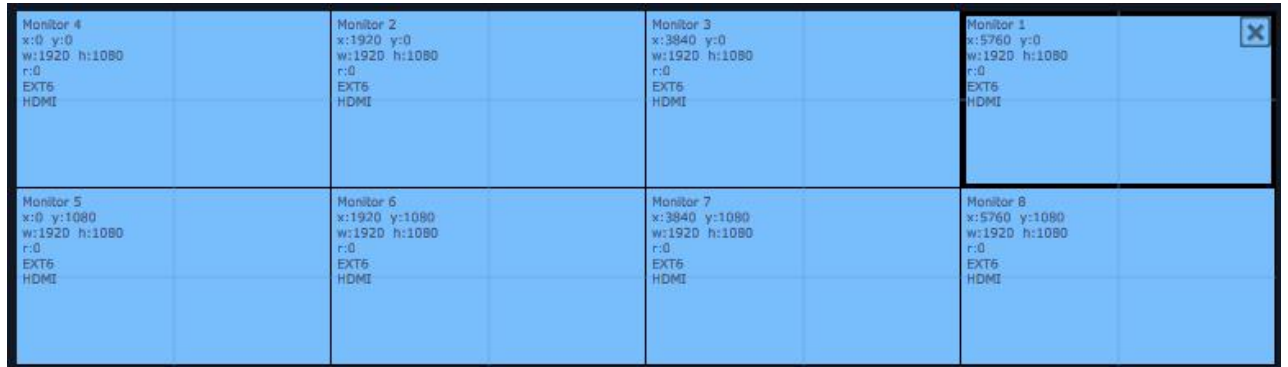 Monitor 4
x:0 y:0
w:1920 h:1080
r:0
EXT6
HDMI
Monitor 2
x:1920 y:0
w:1920 h:1080
r:0
EXT6
HDMI
Monitor 3
x:3840 y:0
w:1920 h:1080
r:0
EXT6
HDMI
Monitor 1
x:5760 y:0
w:1920 h:1080
r:0
EXT6
HDMI
Monitor 5
x:0 y:1080
w:1920 h:1080
r:0
EXT6
HDMI
Monitor 6
x:1920 y:1080
w:1920 h:1080
r:0
EXT6
HDMI
Monitor 7
x:3840 y:1080
w:1920 h:1080
r:0
EXT6
HDMI
Monitor 8
x:5760 y:1080
w:1920 h:1080
r:0
EXT6
HDMI